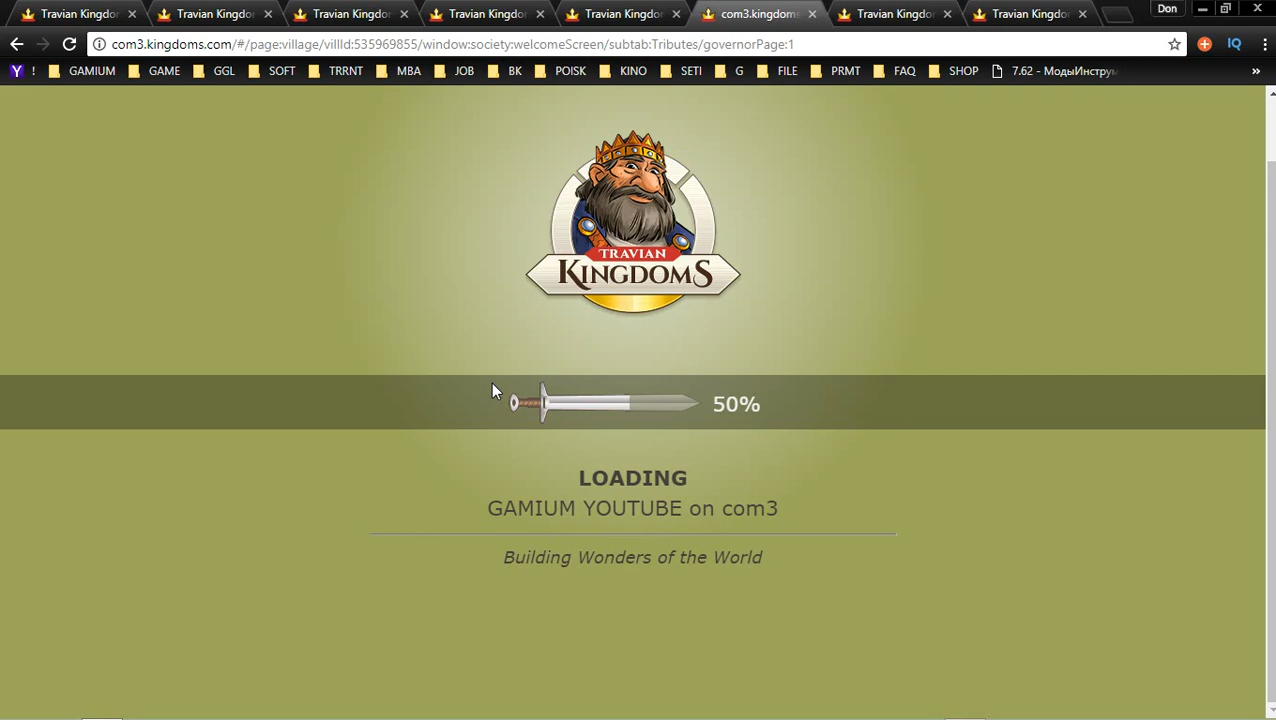 Travian Kingdo Travian Kingdo Travian Kingdo Travian Kingdo Travian Kingdo com3.kingdoms Travian Kingdo Travian Kingdo Don
com3.kingdoms.com/#/page:village/villId:535969855/window:society:welcomeScreen/subtab:Tributes/governorPage:1 IQ
Y ! GAMIUM GAME GGL SOFT TRRNT MBA JOB BK POISK KINO SETI G FILE PRMT FAQ SHOP 7.62 - МодыИнструм »
TRAVIAN
KINGDOMS
50%
LOADING
GAMIUM YOUTUBE on com3
Building Wonders of the World